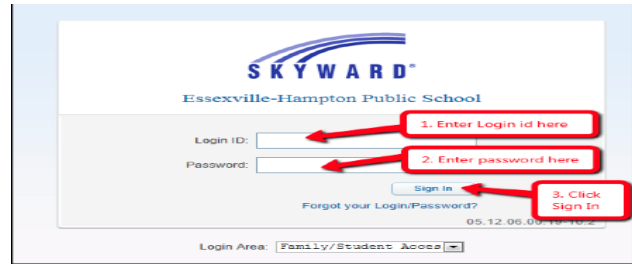 SKYWARD
Essexville-Hampton Public School
1. Enter Login id here
Login ID:
2. Enter password here
Password:
Sign In
3. Click
Sign In
Forgot your Login/Password?
Login Area: Family/Student Acces